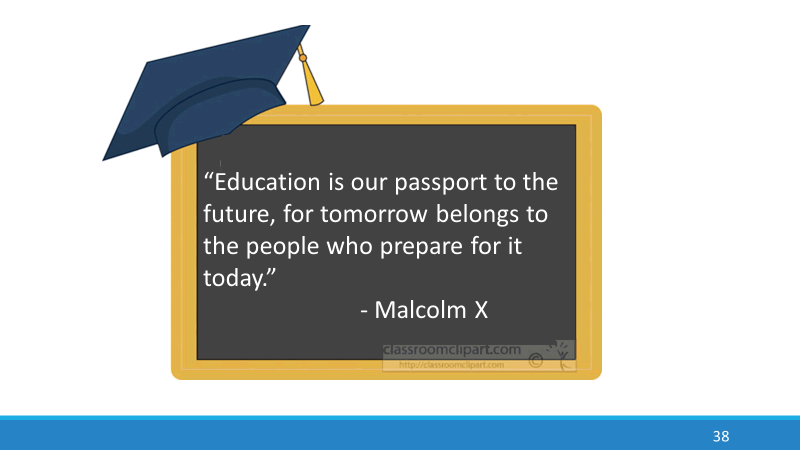 “Education is our passport to the
future, for tomorrow belongs to
the people who prepare for it
today.”
- Malcolm X
classroomclipart.com
http://classroomclipart.com
©
38